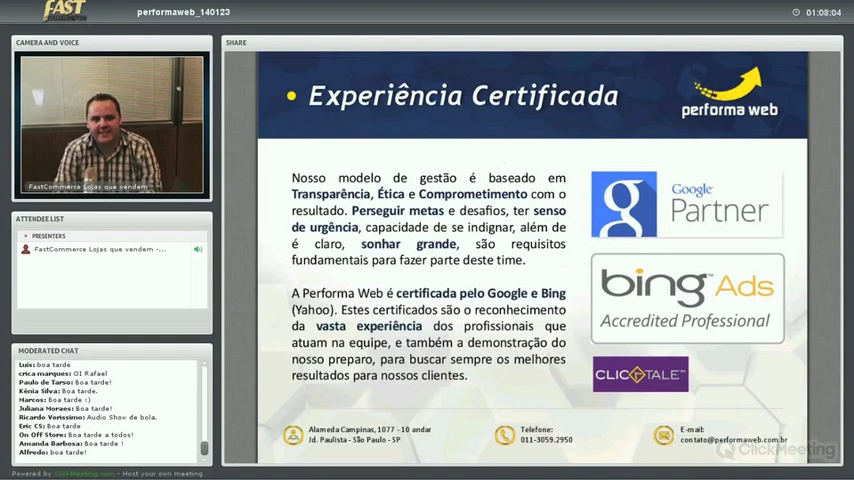 FAST
performaweb_140123
01:08:04
CAMERA AND VOICE
FastCommerce Lojas que vendem
ATTENDEE LIST
PRESENTERS
FastCommerce Lojas que vendem -...
MODERATED CHAT
Luis: boa tarde
crica marques: OI Rafael
Paulo de Tarso: Boa tarde!
Kênia Silva: Boa tarde.
Marcos: Boa tarde :)
Juliana Moraes: Boa tarde!
Ricardo Verissimo: Audio Show de bola.
Eric CS: Boa tarde
On Off Store: Boa tarde a todos!
Amanda Barbosa: Boa tarde !
Alfredo: boa tarde!
Powered by ClickMeeting.com • Host your own meeting
SHARE
• Experiência Certificada
performa web
Nosso modelo de gestão é baseado em
Transparência, Ética e Comprometimento com o
resultado. Perseguir metas e desafios, ter senso
de urgência, capacidade de se indignar, além de
é claro, sonhar grande, são requisitos
fundamentais para fazer parte deste time.
A Performa Web é certificada pelo Google e Bing
(Yahoo). Estes certificados são o reconhecimento
da vasta experiência dos profissionais que
atuam na equipe, e também a demonstração do
nosso preparo, para buscar sempre os melhores
resultados para nossos clientes.
g
Google
Partner
bing™ Ads
Accredited Professional
CLICKTALE
Alameda Campinas, 1077 - 10 andar
Jd. Paulista - São Paulo - SP
Telefone:
011-3059.2950
E-mail:
contato@performaweb.com.br
ClickMeeting